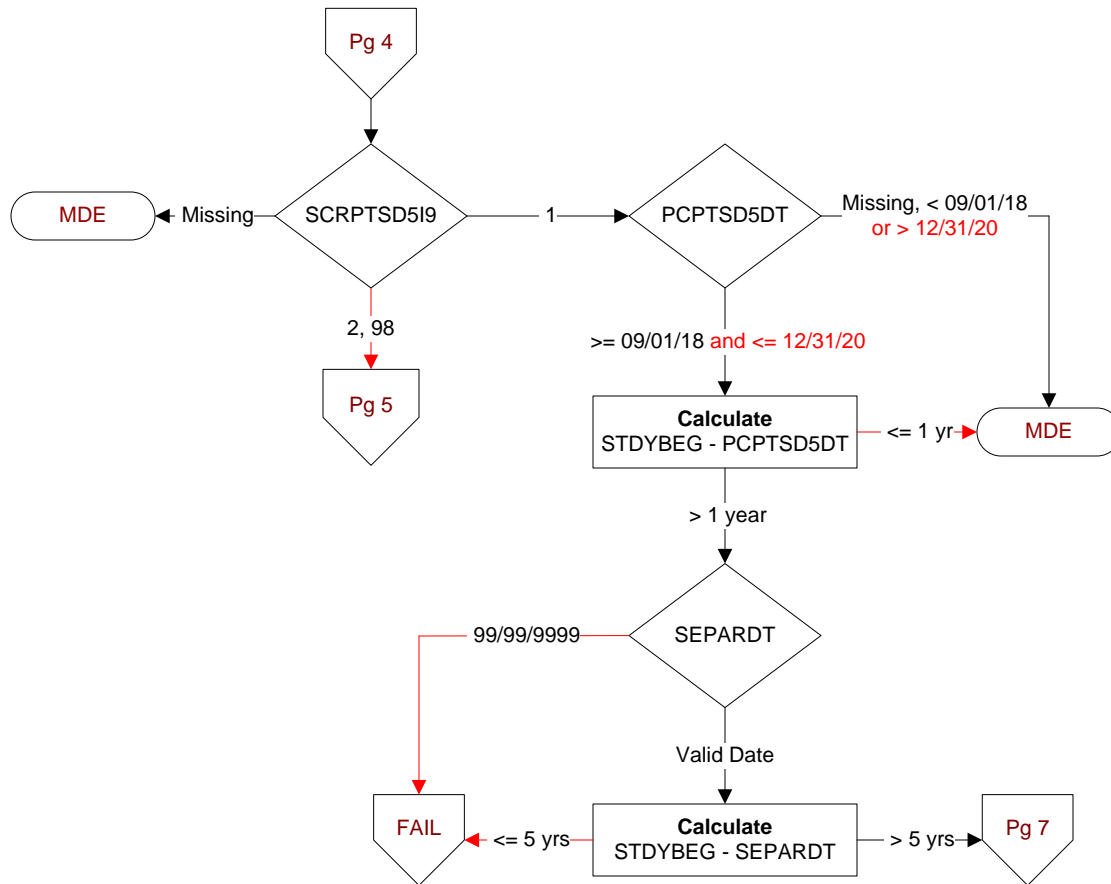 Pg 4
MDE
Missing
SCRPTSD5I9
1
PCPTSD5DT
Missing, < 09/01/18
or > 12/31/20
2, 98
>= 09/01/18 and <= 12/31/20
Pg 5
Calculate
STDYBEG - PCPTSD5DT
<= 1 yr
MDE
> 1 year
99/99/9999
SEPARDT
Valid Date
FAIL
<= 5 yrs
Calculate
STDYBEG - SEPARDT
> 5 yrs
Pg 7